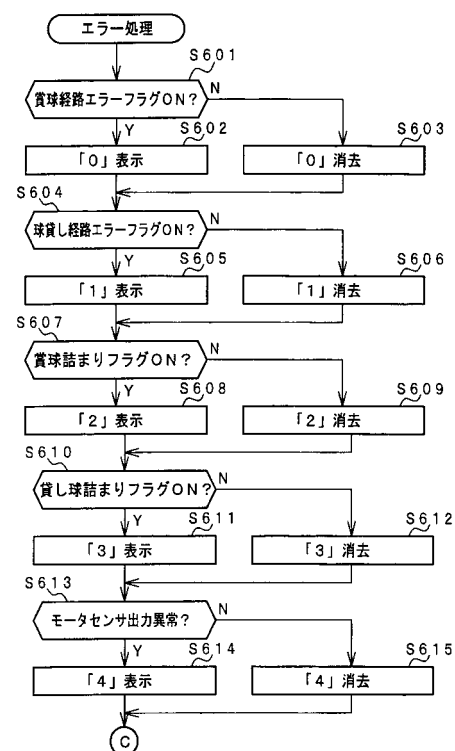 エラー処理
S601
賞球経路エラーフラグON?
N
Y
S602
S603
「0」表示
「0」消去
S604
球貸し経路エラーフラグON?
N
Y
S605
S606
「1」表示
「1」消去
S607
賞球詰まりフラグON?
N
Y
S608
S609
「2」表示
「2」消去
S610
貸し球詰まりフラグON?
N
Y
S611
S612
「3」表示
「3」消去
S613
モータセンサ出力異常?
N
Y
S614
S615
「4」表示
「4」消去
C